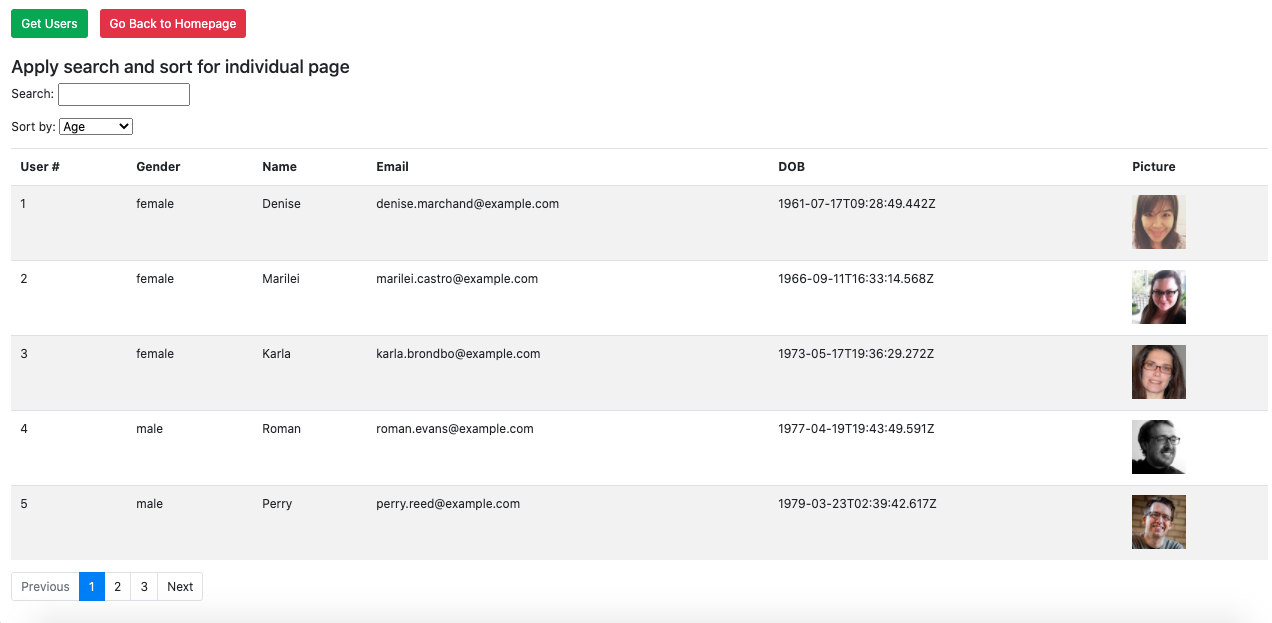 Get Users Go Back to Homepage
Apply search and sort for individual page
Search:
Sort by: Age
User # Gender Name Email DOB Picture
1 female Denise denise.marchand@example.com 1961-07-17T09:28:49.442Z
2 female Marilei marilei.castro@example.com 1966-09-11T16:33:14.568Z
3 female Karla karla.brondbo@example.com 1973-05-17T19:36:29.272Z
4 male Roman roman.evans@example.com 1977-04-19T19:43:49.591Z
5 male Perry perry.reed@example.com 1979-03-23T02:39:42.617Z
Previous 1 2 3 Next